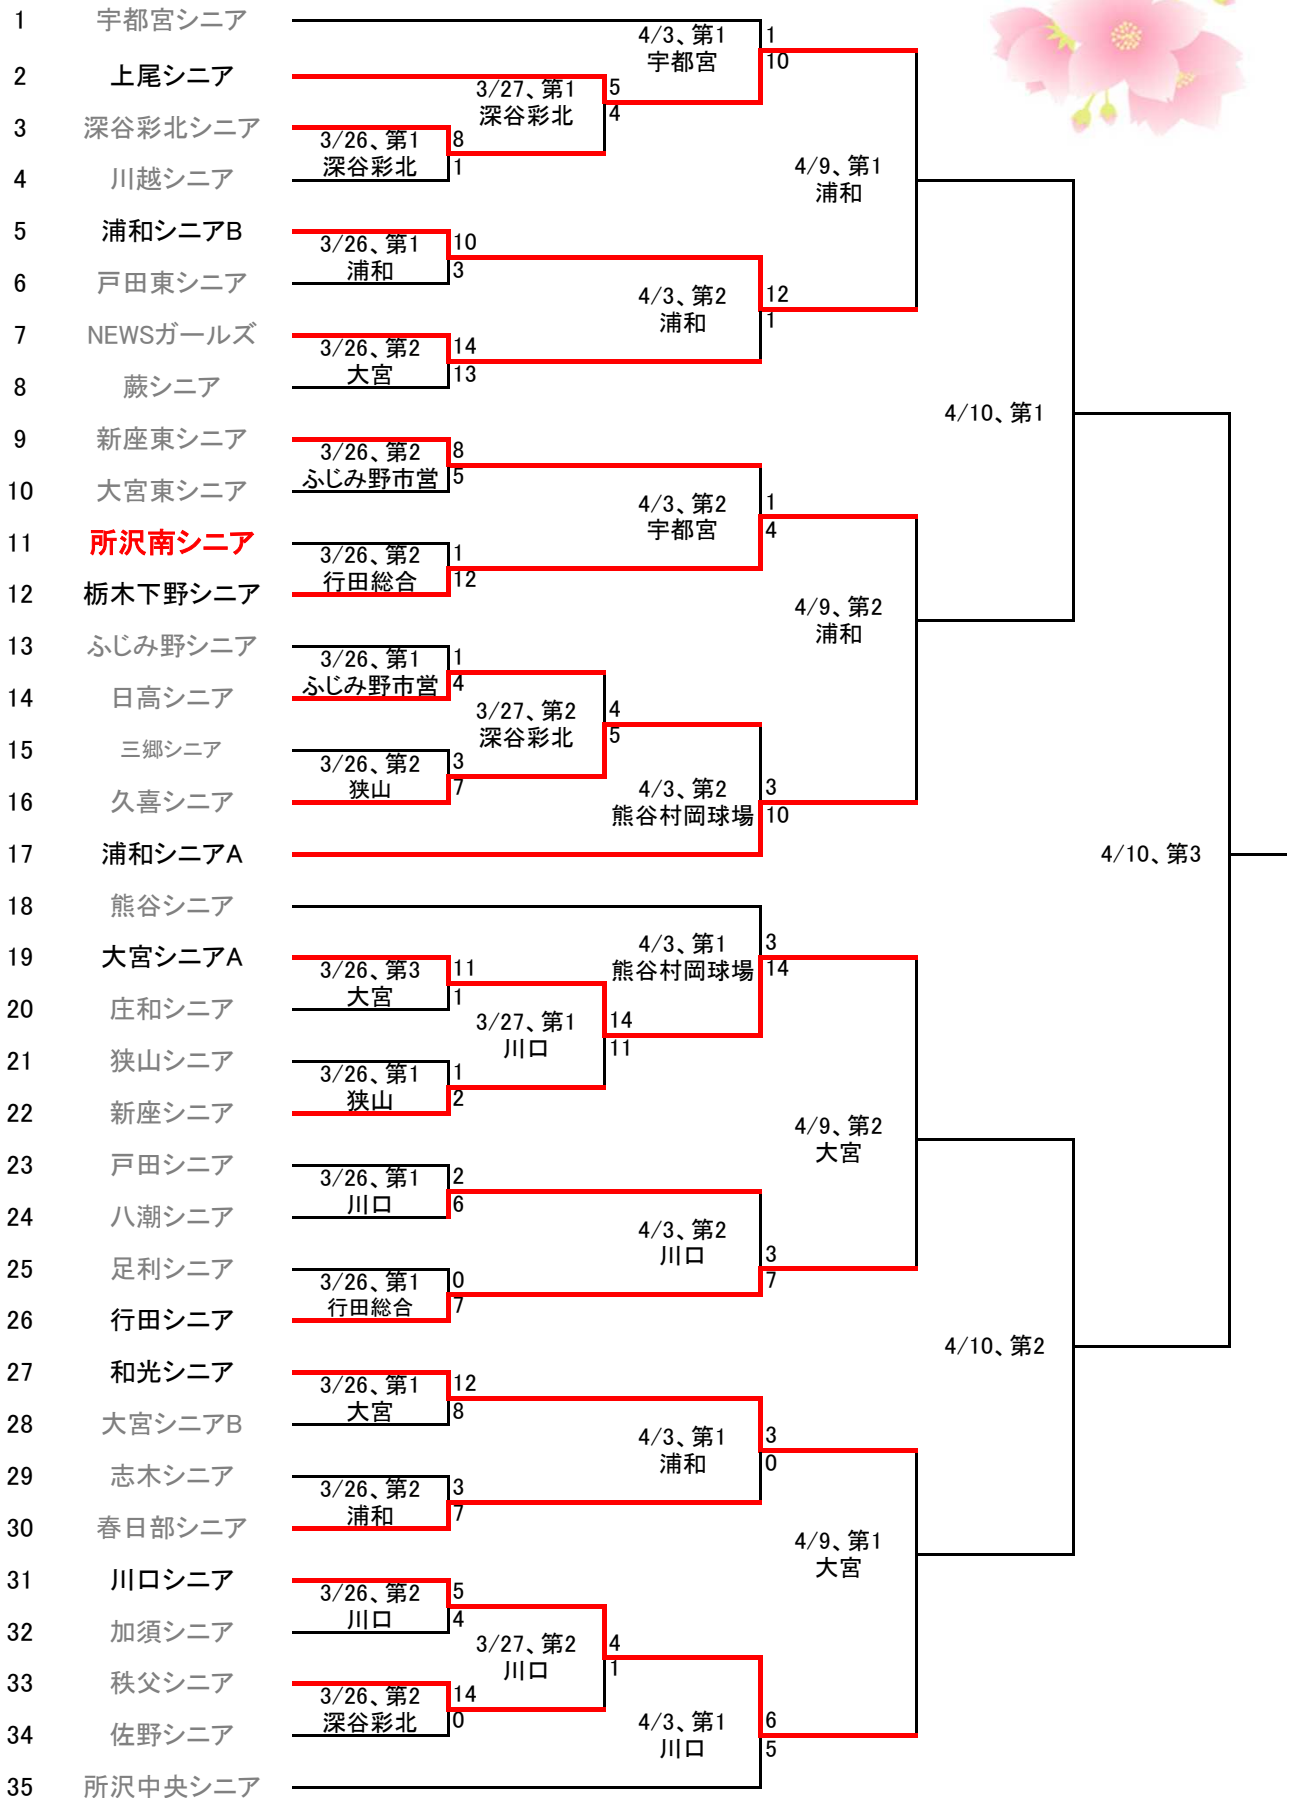 1 宇都宮シニア
4/3、第1 1
宇都宮 10
2 上尾シニア
3/27、第1 5
深谷彩北 4
3 深谷彩北シニア
3/26、第1 8
深谷彩北 1
4 川越シニア
4/9、第1
浦和
5 浦和シニアB
3/26、第1 10
浦和 3
6 戸田東シニア
4/3、第2 12
浦和 1
7 NEWSガールズ
3/26、第2 14
大宮 13
8 蕨シニア
4/10、第1
9 新座東シニア
3/26、第2 8
ふじみ野市営 5
10 大宮東シニア
4/3、第2 1
宇都宮 4
11 所沢南シニア
3/26、第2 1
行田総合 12
12 栃木下野シニア
4/9、第2
浦和
13 ふじみ野シニア
3/26、第1 1
ふじみ野市営 4
14 日高シニア
3/27、第2 4
深谷彩北 5
15 三郷シニア
3/26、第2 3
狭山 7
16 久喜シニア
4/3、第2 3
熊谷村岡球場 10
17 浦和シニアA
4/10、第3
18 熊谷シニア
4/3、第1 3
熊谷村岡球場 14
19 大宮シニアA
3/26、第3 11
大宮 1
20 庄和シニア
3/27、第1 14
川口 11
21 狭山シニア
3/26、第1 1
狭山 2
22 新座シニア
4/9、第2
大宮
23 戸田シニア
3/26、第1 2
川口 6
24 八潮シニア
4/3、第2 3
川口 7
25 足利シニア
3/26、第1 0
行田総合 7
26 行田シニア
4/10、第2
27 和光シニア
3/26、第1 12
大宮 8
28 大宮シニアB
4/3、第1 3
浦和 0
29 志木シニア
3/26、第2 3
浦和 7
30 春日部シニア
4/9、第1
大宮
31 川口シニア
3/26、第2 5
川口 4
32 加須シニア
3/27、第2 4
川口 1
33 秩父シニア
3/26、第2 14
深谷彩北 0
34 佐野シニア
4/3、第1 6
川口 5
35 所沢中央シニア